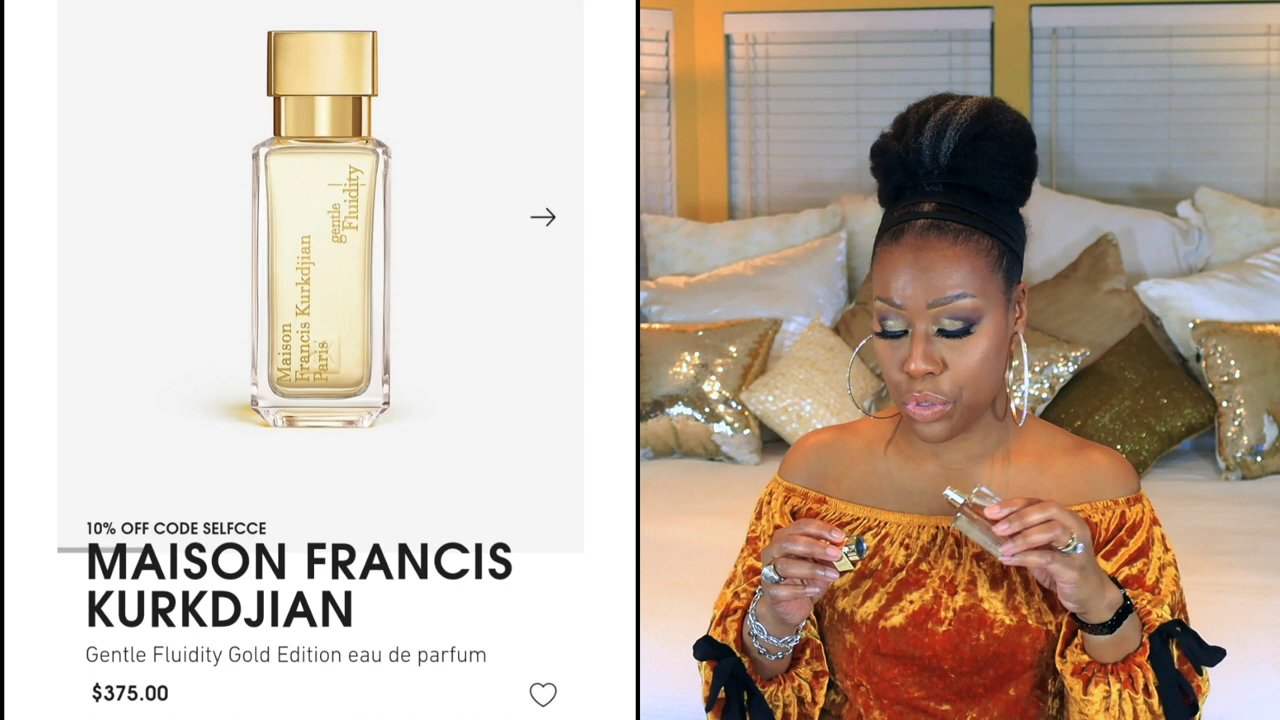 Maison
Francis Kurkdjian
Paris
gentle
Fluidity
10% OFF CODE SELFCCE
MAISON FRANCIS
KURKDJIAN
Gentle Fluidity Gold Edition eau de parfum
$375.00